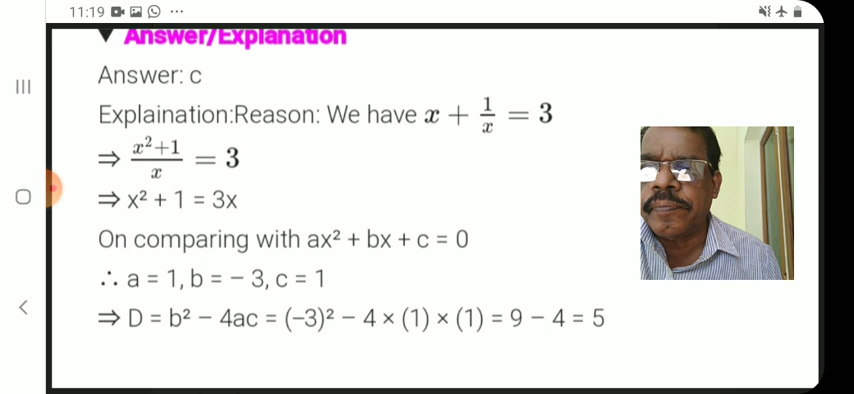 11:19
Answer/Explanation
Answer: c
Explaination:Reason: We have x + 1/x = 3
⇒ x²+1/x = 3
⇒ x² + 1 = 3x
On comparing with ax² + bx + c = 0
∴ a = 1, b = − 3, c = 1
⇒ D = b² − 4ac = (−3)² − 4 × (1) × (1) = 9 − 4 = 5